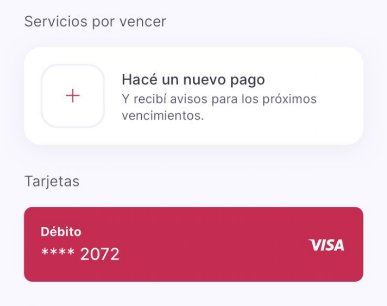 Servicios por vencer
+
Hacé un nuevo pago
Y recibí avisos para los próximos
vencimientos.
Tarjetas
Débito
**** 2072
VISA